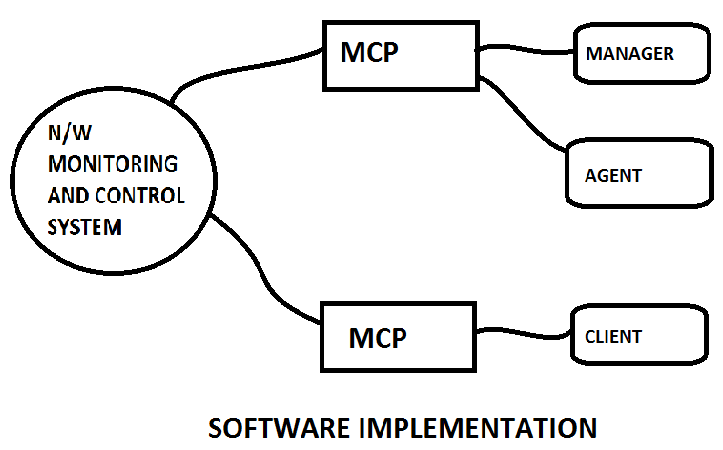 MCP
MANAGER
N/W
MONITORING
AND CONTROL
SYSTEM
AGENT
MCP
CLIENT
SOFTWARE IMPLEMENTATION